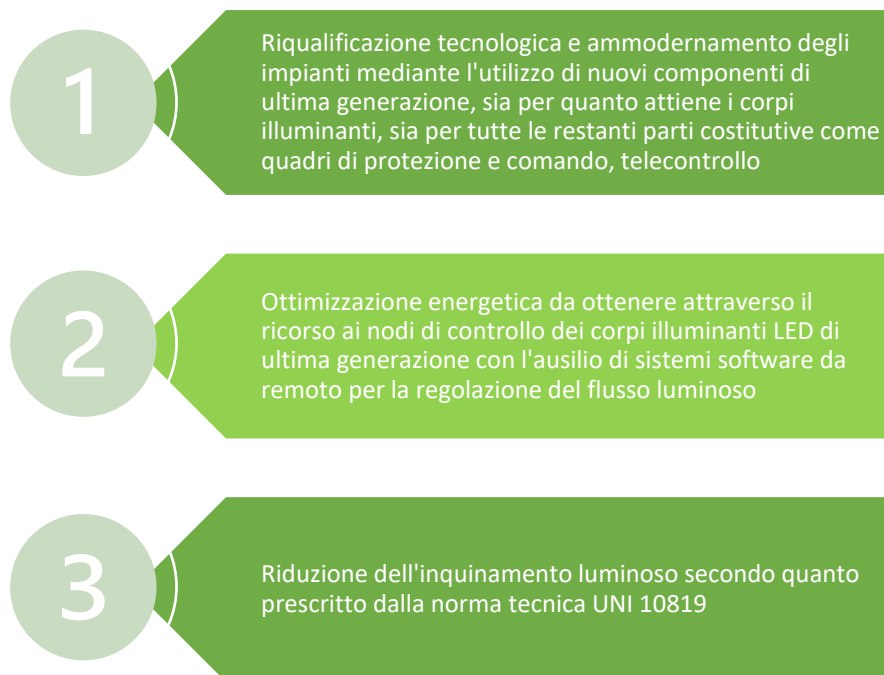 1
Riqualificazione tecnologica e ammodernamento degli
impianti mediante l'utilizzo di nuovi componenti di
ultima generazione, sia per quanto attiene i corpi
illuminanti, sia per tutte le restanti parti costitutive come
quadri di protezione e comando, telecontrollo
2
Ottimizzazione energetica da ottenere attraverso il
ricorso ai nodi di controllo dei corpi illuminanti LED di
ultima generazione con l'ausilio di sistemi software da
remoto per la regolazione del flusso luminoso
3
Riduzione dell'inquinamento luminoso secondo quanto
prescritto dalla norma tecnica UNI 10819